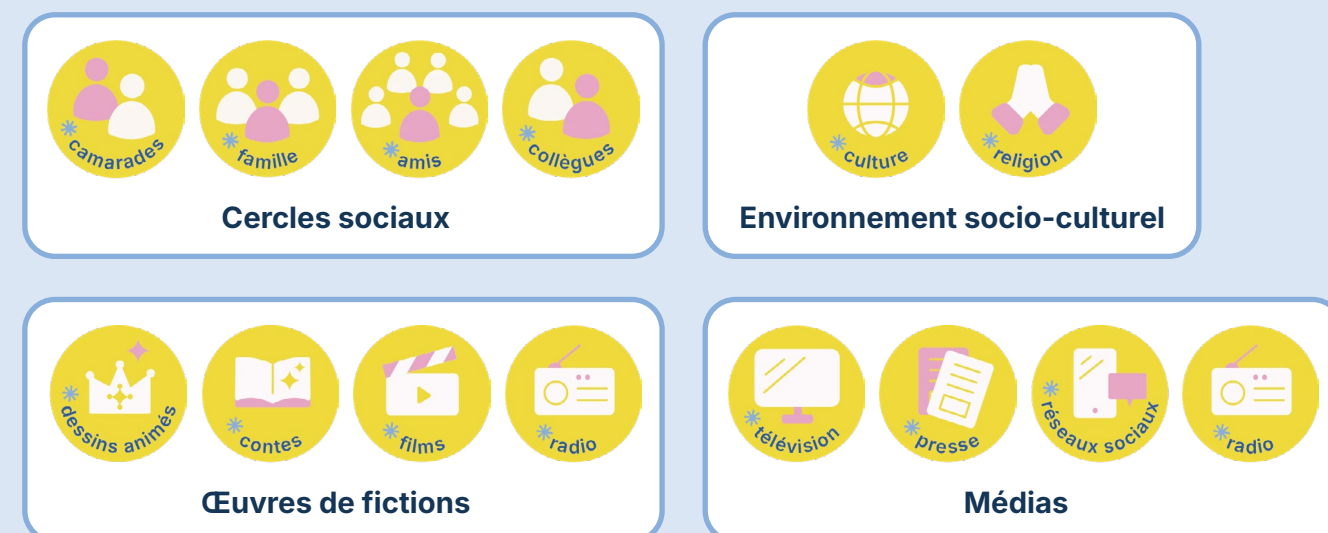 camarades
famille
amis
collègues
Cercles sociaux
culture
religion
Environnement socio-culturel
dessins animés
contes
films
radio
Œuvres de fictions
télévision
presse
réseaux sociaux
radio
Médias